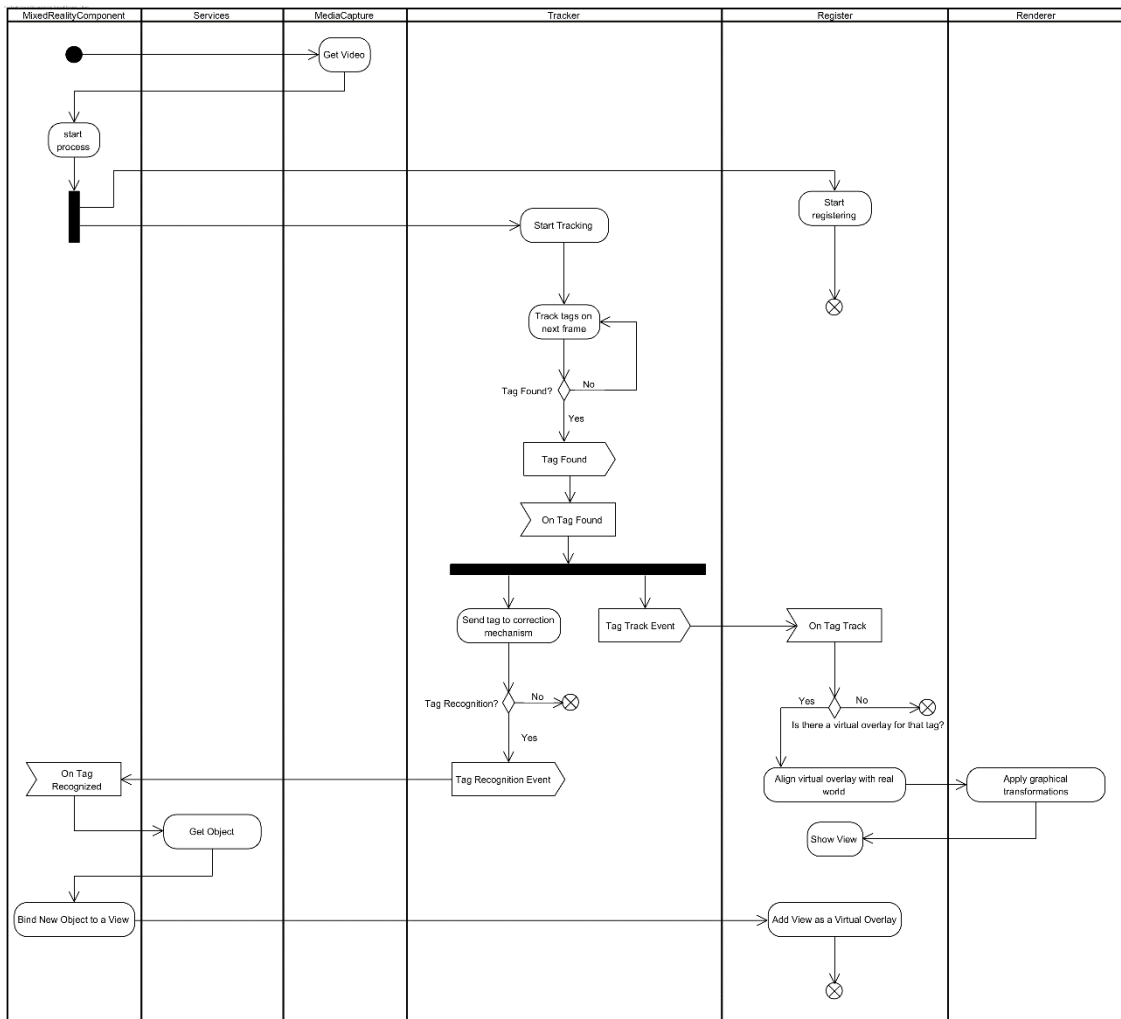 MixedRealityComponent
Services
MediaCapture
Tracker
Register
Renderer
Get Video
start
process
Start
registering
Start Tracking
Track tags on
next frame
Tag Found?
No
Yes
Tag Found
On Tag Found
Send tag to correction
mechanism
Tag Track Event
On Tag Track
Tag Recognition?
No
Yes
Yes
No
Is there a virtual overlay for that tag?
On Tag
Recognized
Tag Recognition Event
Align virtual overlay with real
world
Apply graphical
transformations
Get Object
Show View
Bind New Object to a View
Add View as a Virtual Overlay